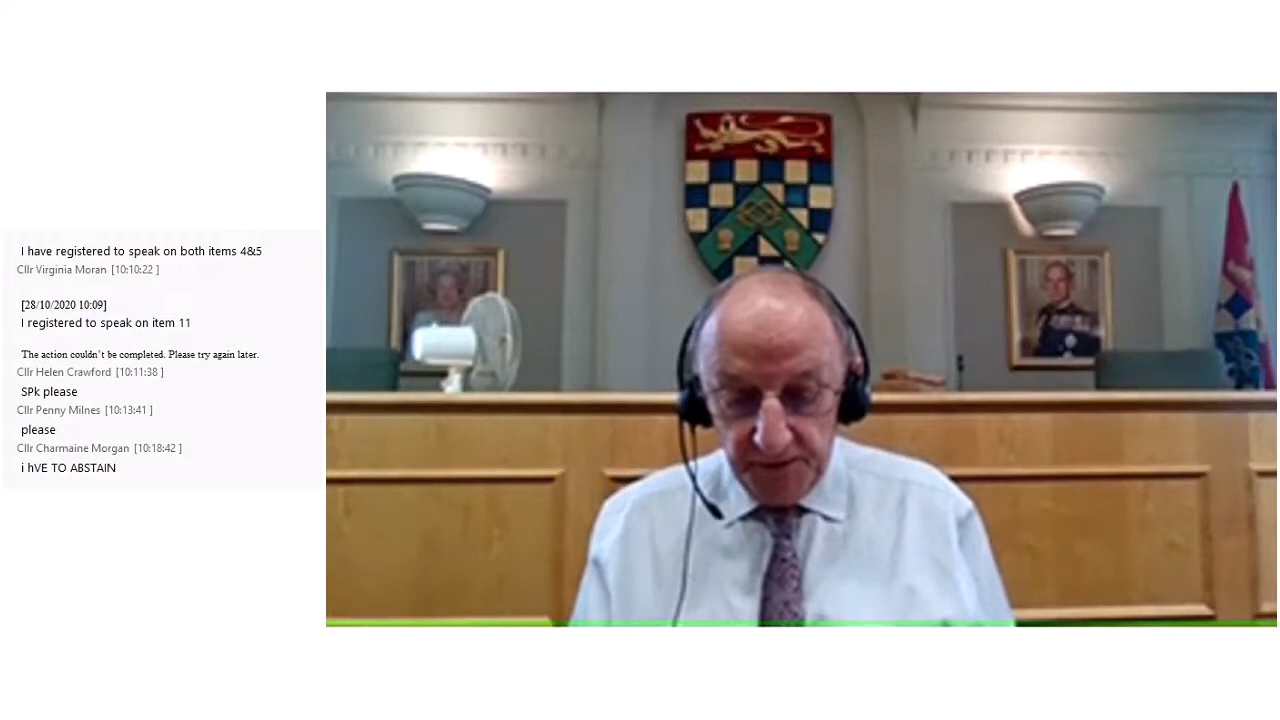 I have registered to speak on both items 4&5
Cllr Virginia Moran [10:10:22 ]
[28/10/2020 10:09]
I registered to speak on item 11
The action couldn't be completed. Please try again later.
Cllr Helen Crawford [10:11:38 ]
SPk please
Cllr Penny Milnes [10:13:41 ]
please
Cllr Charmaine Morgan [10:18:42 ]
i hVE TO ABSTAIN